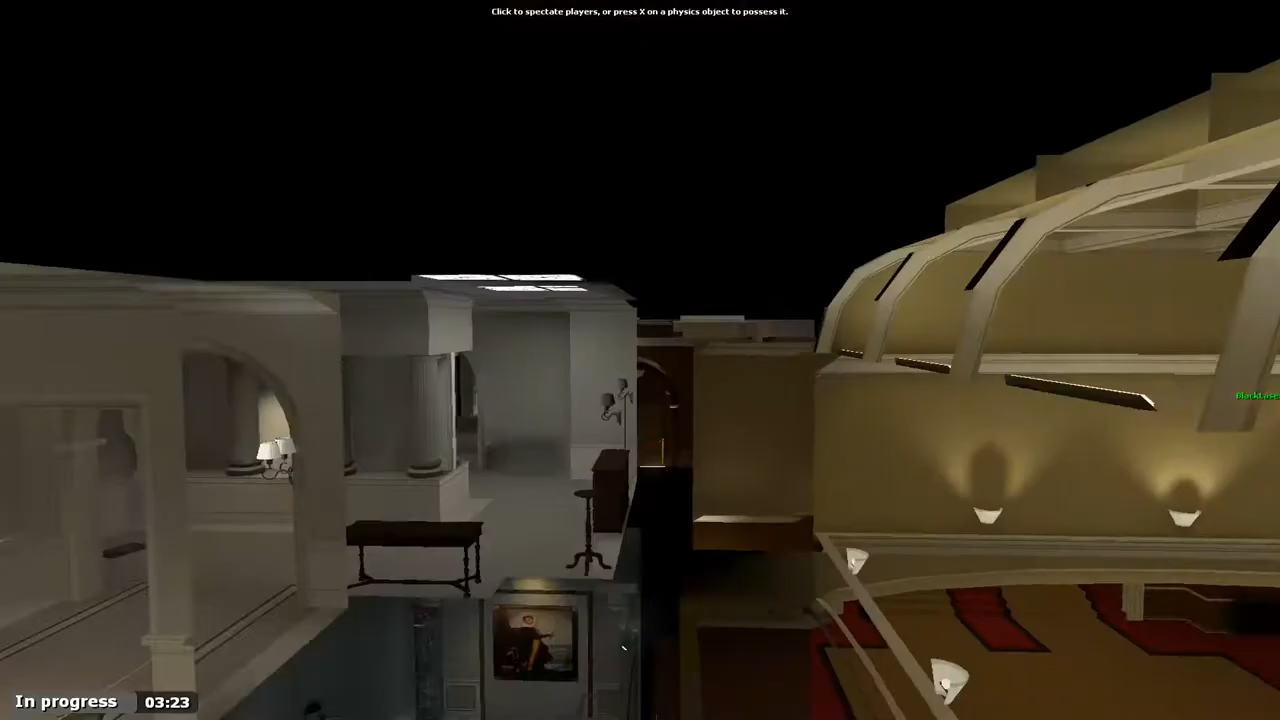 Click to spectate players, or press X on a physics object to possess it.
In progress 03:23